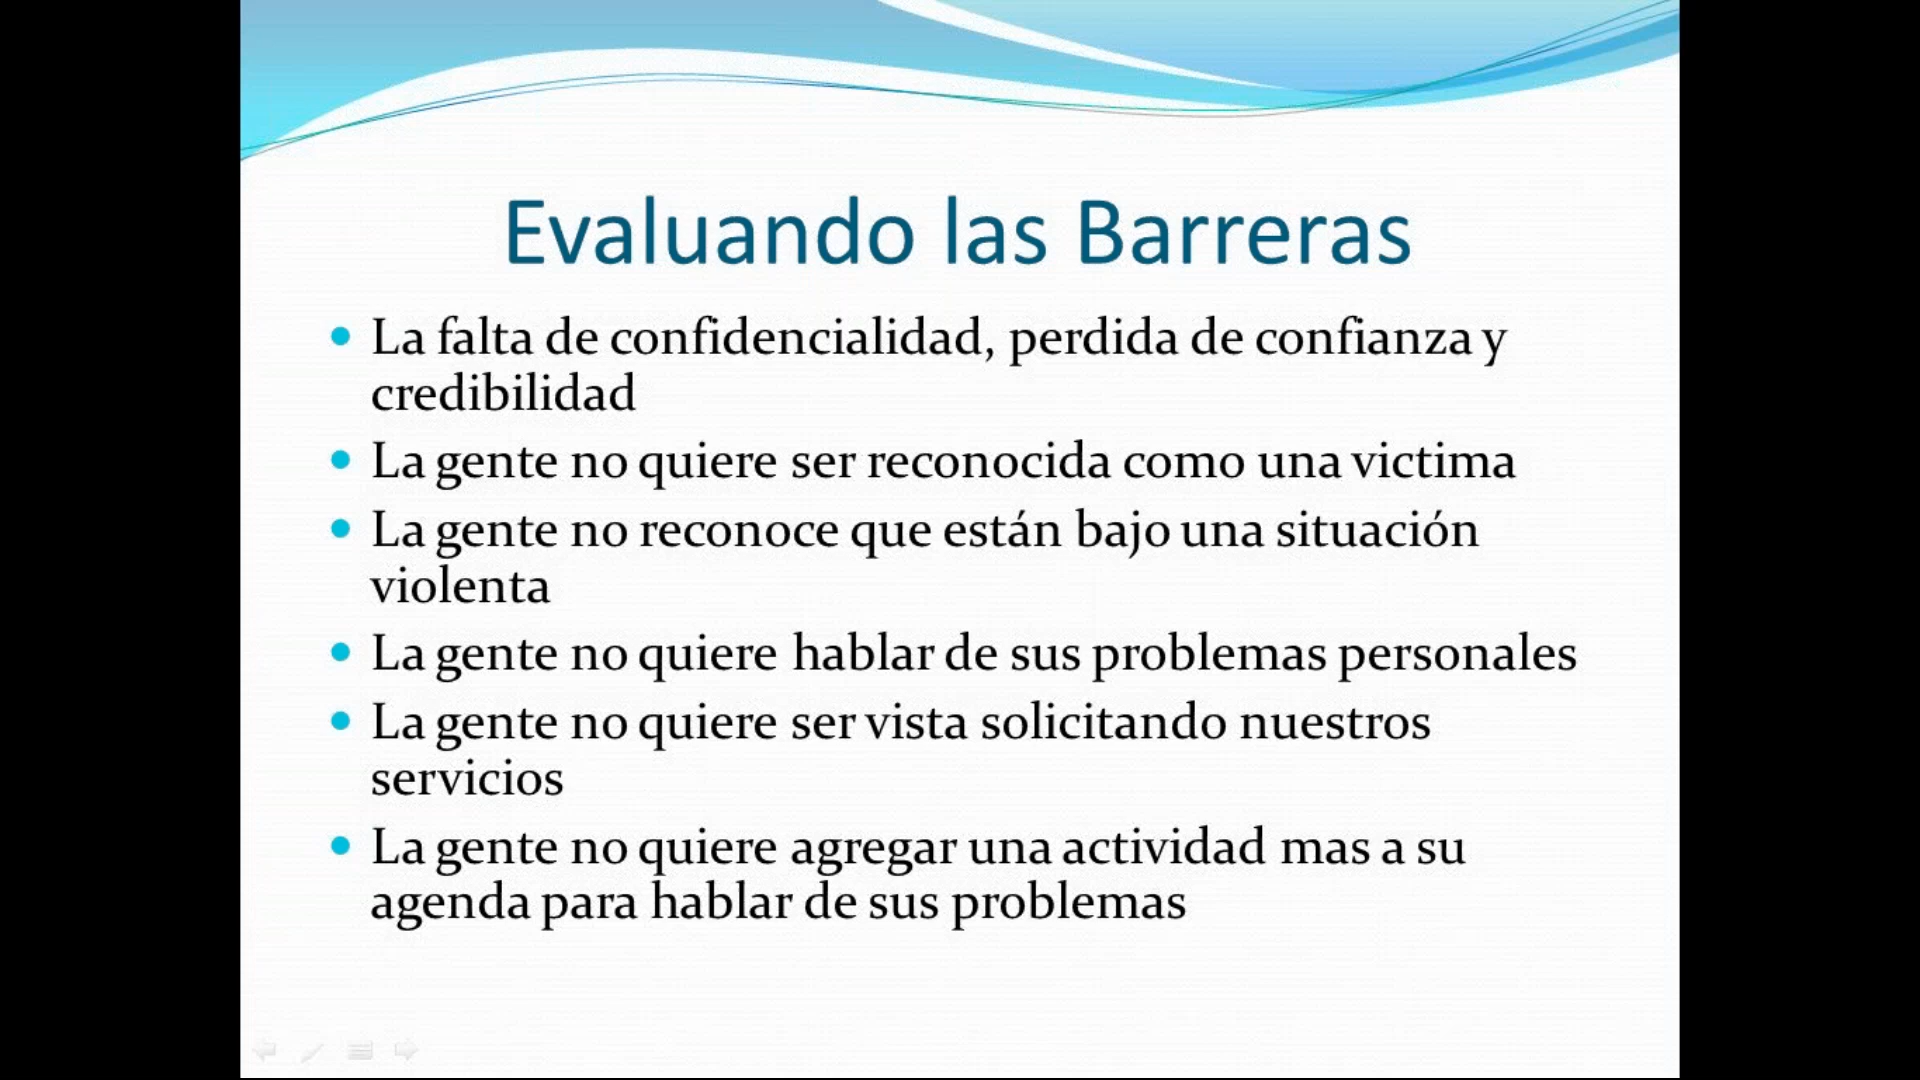 Evaluando las Barreras
La falta de confidencialidad, perdida de confianza y
credibilidad
La gente no quiere ser reconocida como una victima
La gente no reconoce que están bajo una situación
violenta
La gente no quiere hablar de sus problemas personales
La gente no quiere ser vista solicitando nuestros
servicios
La gente no quiere agregar una actividad mas a su
agenda para hablar de sus problemas